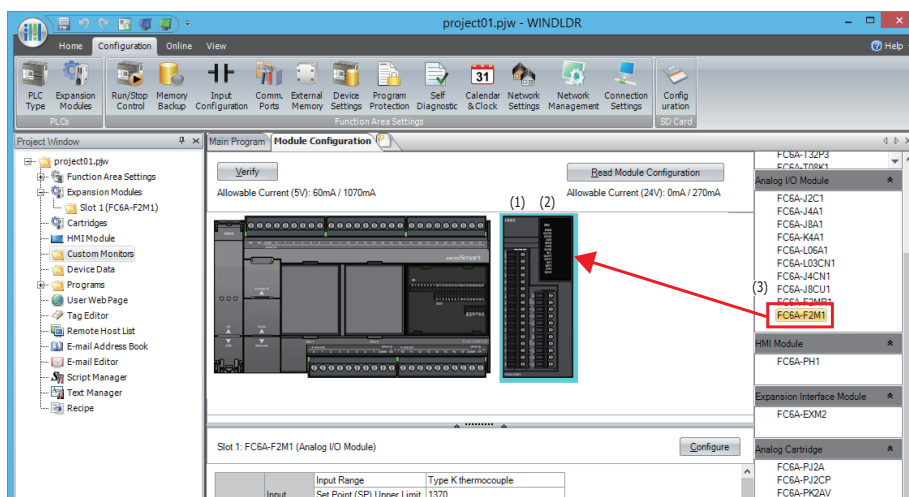 project01.pjw - WINDLDR
Home Configuration Online View Help
PLC Type
Expansion Modules
Run/Stop Control
Memory Backup
Input Configuration
Comm. Ports
External Memory
Device Settings
Program Protection
Self Diagnostic
Calendar & Clock
Network Settings
Network Management
Connection Settings
Config uration
PLCs Function Area Settings SD Card
Project Window
project01.pjw
Function Area Settings
Expansion Modules
Slot 1 (FC6A-F2M1)
Cartridges
HMI Module
Custom Monitors
Device Data
Programs
User Web Page
Tag Editor
Remote Host List
E-mail Address Book
E-mail Editor
Script Manager
Text Manager
Recipe
Main Program Module Configuration
Verify Read Module Configuration
Allowable Current (5V): 60mA / 1070mA Allowable Current (24V): 0mA / 270mA
(1) (2)
Slot 1: FC6A-F2M1 (Analog I/O Module) Configure
Input Range Type K thermocouple
Input Set Point (SP) Upper Limit 1370
FC6A-T32P3
FC6A-T08K1
Analog I/O Module
FC6A-J2C1
FC6A-J4A1
FC6A-J8A1
FC6A-K4A1
FC6A-L06A1
FC6A-L03CN1
FC6A-J4CN1
(3) FC6A-J8CU1
FC6A-F2MR1
FC6A-F2M1
HMI Module
FC6A-PH1
Expansion Interface Module
FC6A-EXM2
Analog Cartridge
FC6A-PJ2A
FC6A-PJ2CP
FC6A-PK2AV